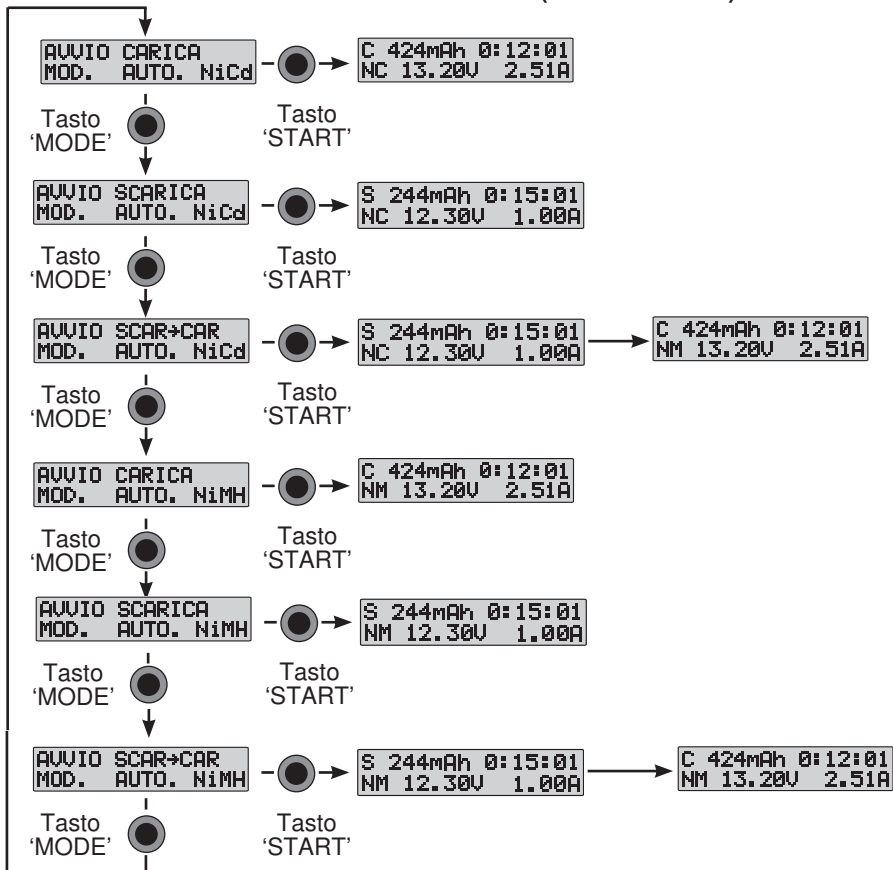 AVVIO CARICA
MOD. AUTO. NiCd
C 424mAh 0:12:01
NC 13.20V 2.51A
Tasto
'MODE'
Tasto
'START'
AVVIO SCARICA
MOD. AUTO. NiCd
S 244mAh 0:15:01
NC 12.30V 1.00A
Tasto
'MODE'
Tasto
'START'
AVVIO SCAR→CAR
MOD. AUTO. NiCd
S 244mAh 0:15:01
NC 12.30V 1.00A
C 424mAh 0:12:01
NM 13.20V 2.51A
Tasto
'MODE'
Tasto
'START'
AVVIO CARICA
MOD. AUTO. NiMH
C 424mAh 0:12:01
NM 13.20V 2.51A
Tasto
'MODE'
Tasto
'START'
AVVIO SCARICA
MOD. AUTO. NiMH
S 244mAh 0:15:01
NM 12.30V 1.00A
Tasto
'MODE'
Tasto
'START'
AVVIO SCAR→CAR
MOD. AUTO. NiMH
S 244mAh 0:15:01
NM 12.30V 1.00A
C 424mAh 0:12:01
NM 13.20V 2.51A
Tasto
'MODE'
Tasto
'START'